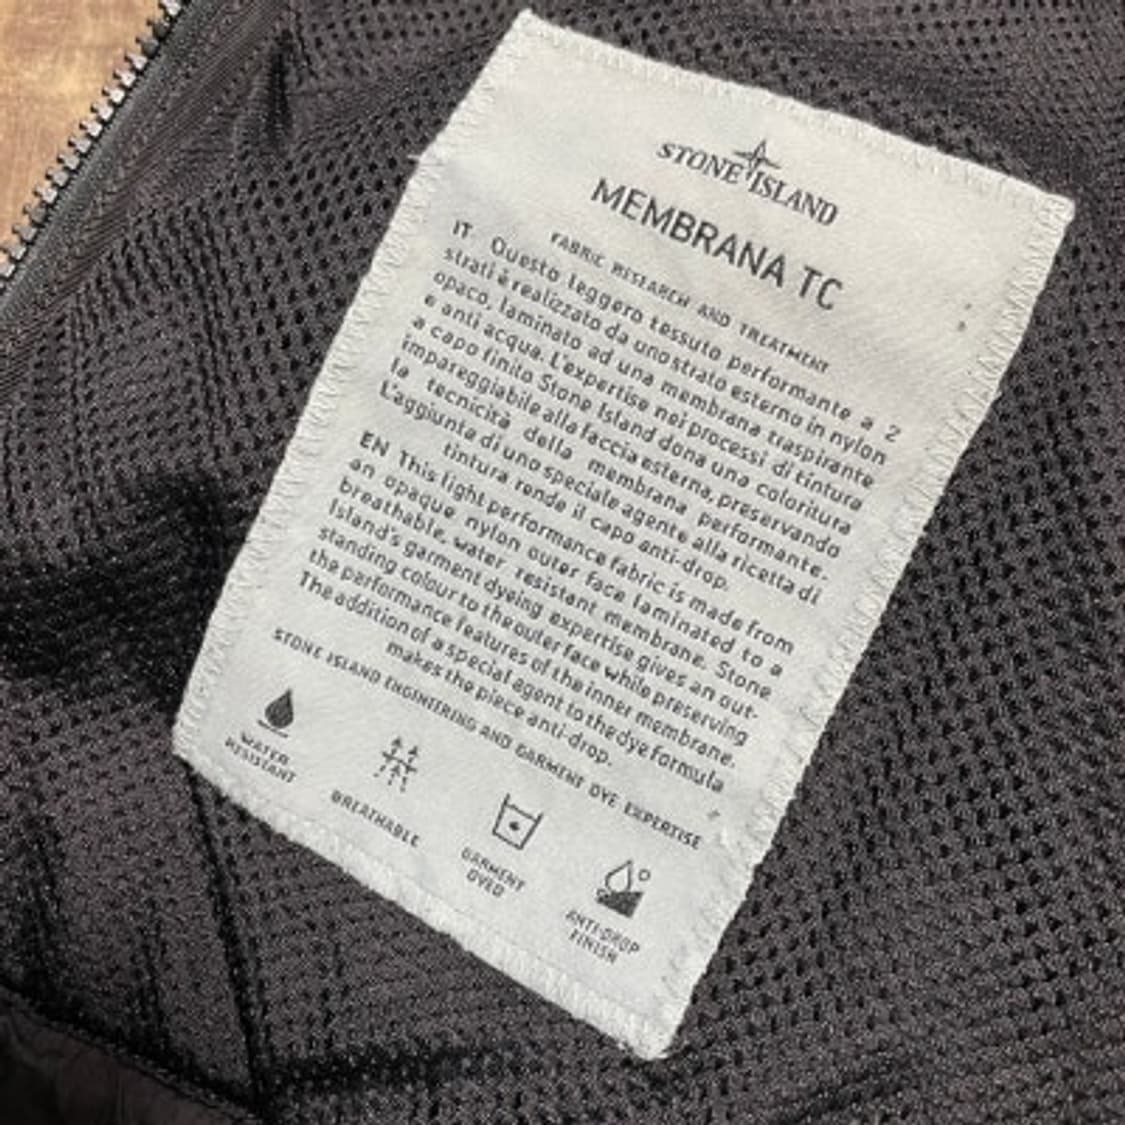 STONE ISLAND
MEMBRANA TC
FABRIC RESEARCH AND TREATMENT
IT Questo leggero tessuto performante a 2
strati è realizzato da uno strato esterno in nylon
opaco, laminato ad una membrana traspirante
e anti acqua. L'expertise nei processi di tintura
a capo finito Stone Island dona una coloritura
impareggiabile alla faccia esterna, preservando
la tecnicità della membrana performante.
L'aggiunta di uno speciale agente alla ricetta di
tintura rende il capo anti-drop.
EN This light performance fabric is made from
an opaque nylon outer face laminated to a
breathable, water resistant membrane. Stone
Island's garment dyeing expertise gives an out-
standing colour to the outer face while preserving
the performance features of the inner membrane.
The addition of a special agent to the dye formula
makes the piece anti-drop.
STONE ISLAND ENGINEERING AND GARMENT DYE EXPERTISE
WATER
RESISTANT
BREATHABLE
GARMENT
DYED
ANTI-DROP
FINISH